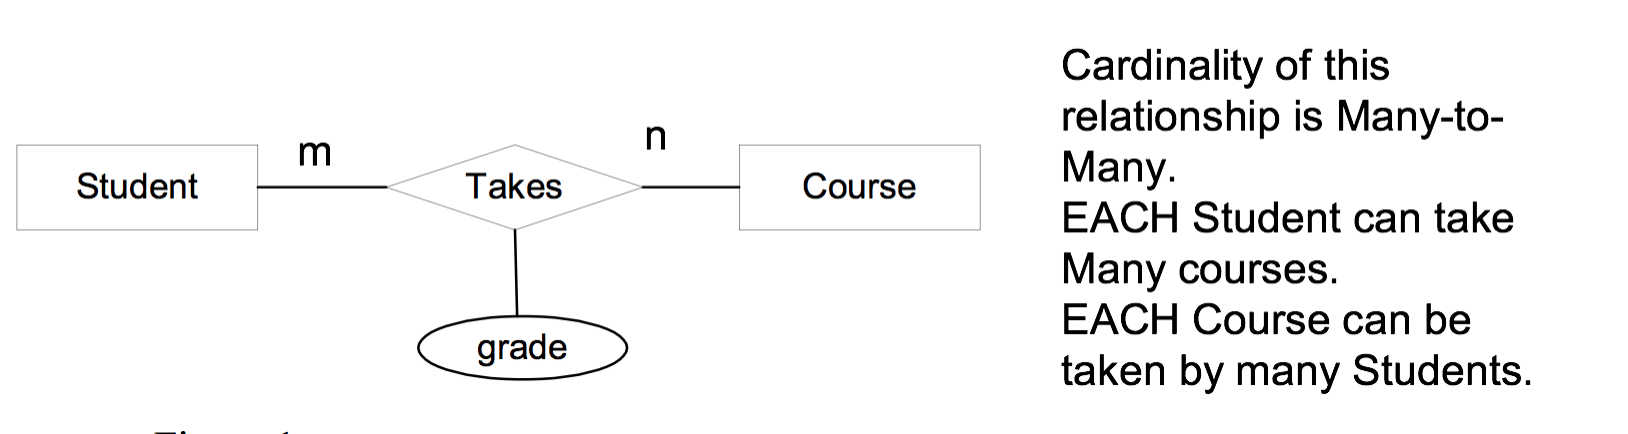 m
n
Student
Takes
Course
grade
Cardinality of this
relationship is Many-to-
Many.
EACH Student can take
Many courses.
EACH Course can be
taken by many Students.